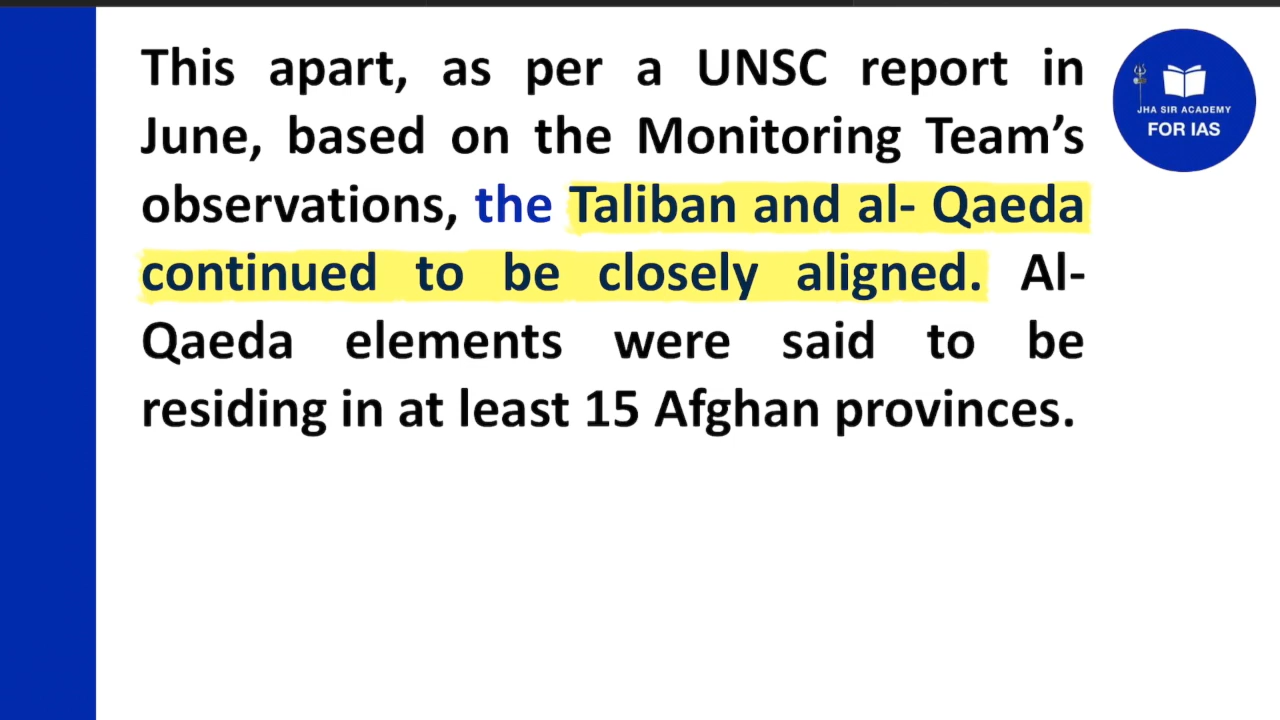 This apart, as per a UNSC report in
June, based on the Monitoring Team’s
observations, the Taliban and al- Qaeda
continued to be closely aligned. Al-
Qaeda elements were said to be
residing in at least 15 Afghan provinces.
JHA SIR ACADEMY
FOR IAS